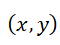 (x, y)